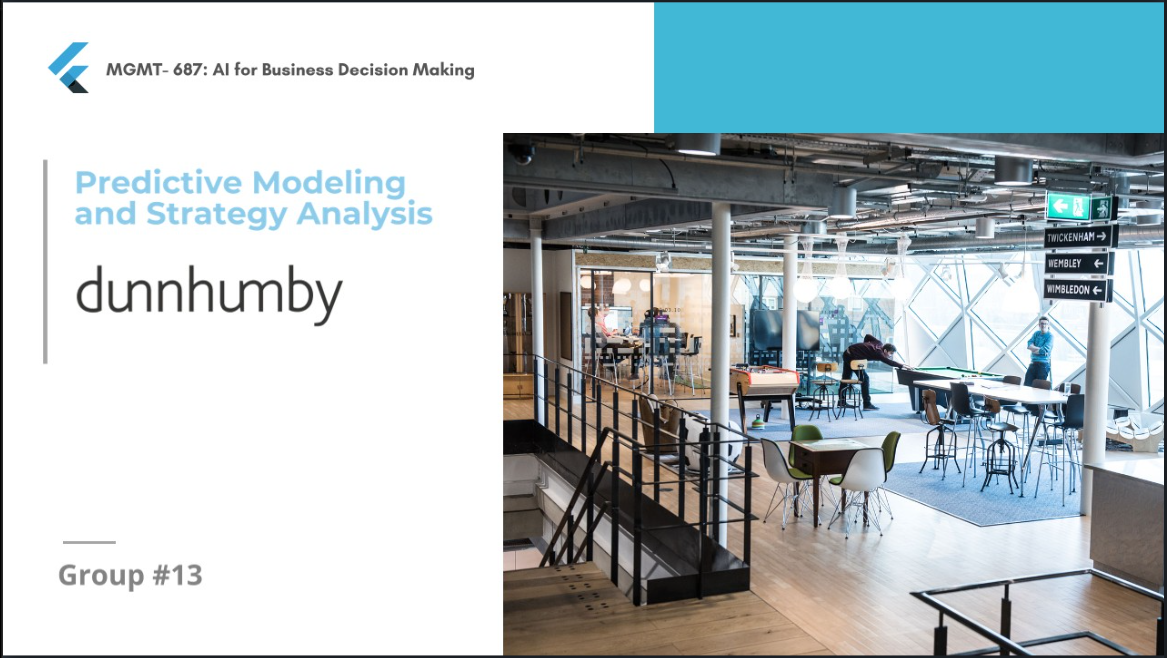 MGMT- 687: AI for Business Decision Making
Predictive Modeling
and Strategy Analysis
dunnhumby
Group #13
TWICKENHAM →
WEMBLEY ←
WIMBLEDON ←